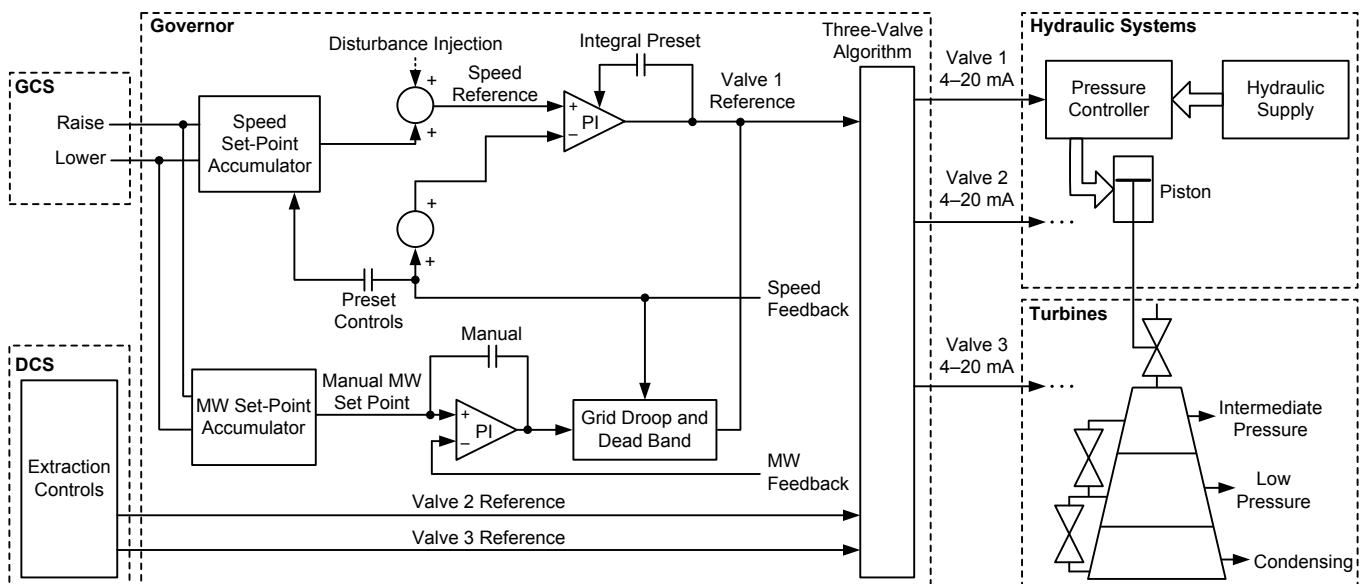 GCS
Raise
Lower
Governor
Disturbance Injection
+
+
Speed
Set-Point
Accumulator
Speed
Reference
Integral Preset
+
PI
–
Valve 1
Reference
+
+
Preset
Controls
Speed
Feedback
Three-Valve
Algorithm
DCS
Extraction
Controls
MW Set-Point
Accumulator
Manual MW
Set Point
Manual
+
PI
–
Grid Droop and
Dead Band
MW
Feedback
Valve 2 Reference
Valve 3 Reference
Valve 1
4–20 mA
Valve 2
4–20 mA
...
Valve 3
4–20 mA
...
Hydraulic Systems
Pressure
Controller
Hydraulic
Supply
Piston
Turbines
Intermediate
Pressure
Low
Pressure
Condensing